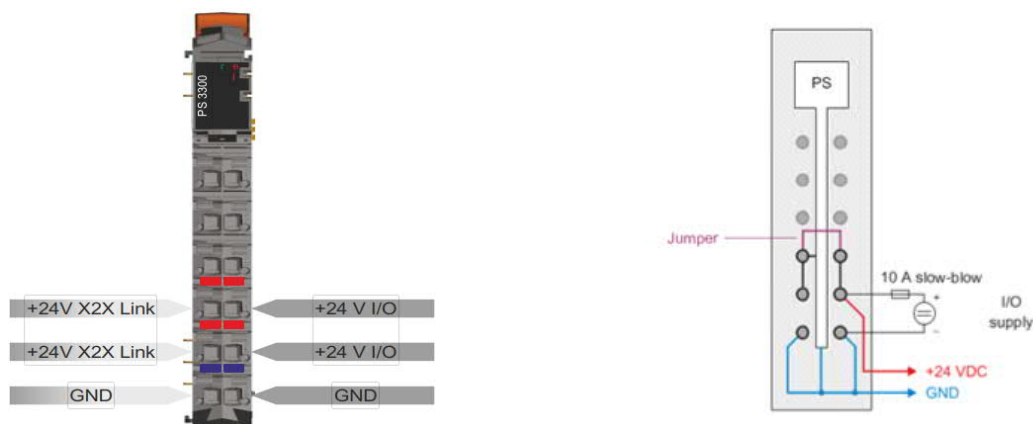 PS 3300
+24V X2X Link
+24 V I/O
+24V X2X Link
+24 V I/O
GND
GND
PS
Jumper
10 A slow-blow
+
I/O
supply
–
+24 VDC
GND